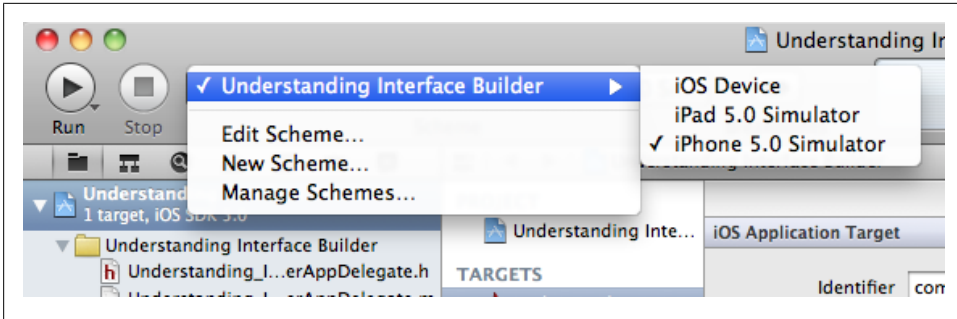 Understanding In
Run
Stop
✓ Understanding Interface Builder
Edit Scheme...
New Scheme...
Manage Schemes...
iOS Device
iPad 5.0 Simulator
✓ iPhone 5.0 Simulator
Understand
1 target, iOS SDK 5.0
Understanding Interface Builder
h Understanding_I...erAppDelegate.h
PROJECT
Understanding Inte...
TARGETS
iOS Application Target
Identifier
com